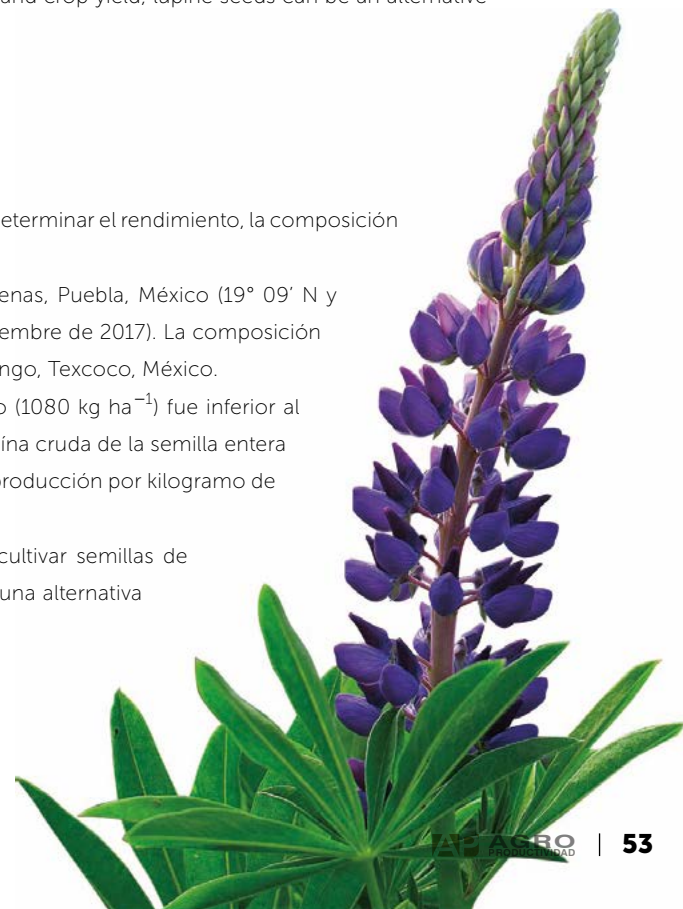 and crop yield, lupine seeds can be an alternative
eterminar el rendimiento, la composición
enas, Puebla, México (19° 09’ N y
iembre de 2017). La composición
ngo, Texcoco, México.
o (1080 kg ha⁻¹) fue inferior al
ína cruda de la semilla entera
producción por kilogramo de
cultivar semillas de
una alternativa
AP AGRO
PRODUCTIVIDAD | 53